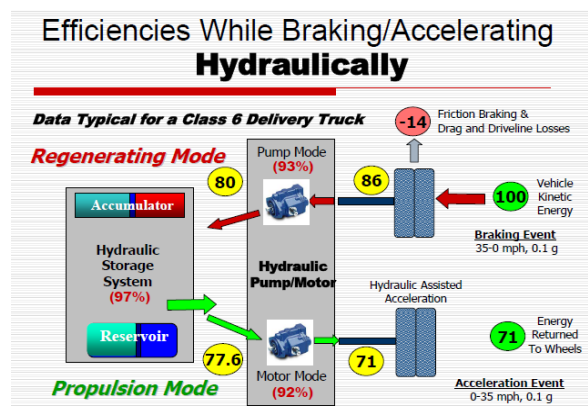 Efficiencies While Braking/Accelerating
Hydraulically
Data Typical for a Class 6 Delivery Truck
-14
Friction Braking &
Drag and Driveline Losses
Regenerating Mode
Pump Mode
(93%)
80
86
100
Vehicle
Kinetic
Energy
Accumulator
Braking Event
35-0 mph, 0.1 g
Hydraulic
Storage
System
(97%)
Hydraulic
Pump/Motor
Hydraulic Assisted
Acceleration
Reservoir
77.6
71
71
Energy
Returned
To Wheels
Motor Mode
(92%)
Propulsion Mode
Acceleration Event
0-35 mph, 0.1 g